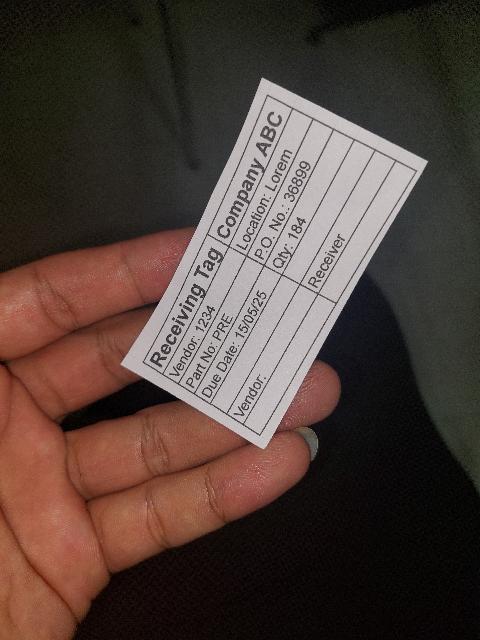 Receiving Tag Company ABC
Vendor: 1234 Location: Lorem
Part No: PRE P.O. No.: 36899
Due Date: 15/05/25 Qty: 184
Vendor: Receiver